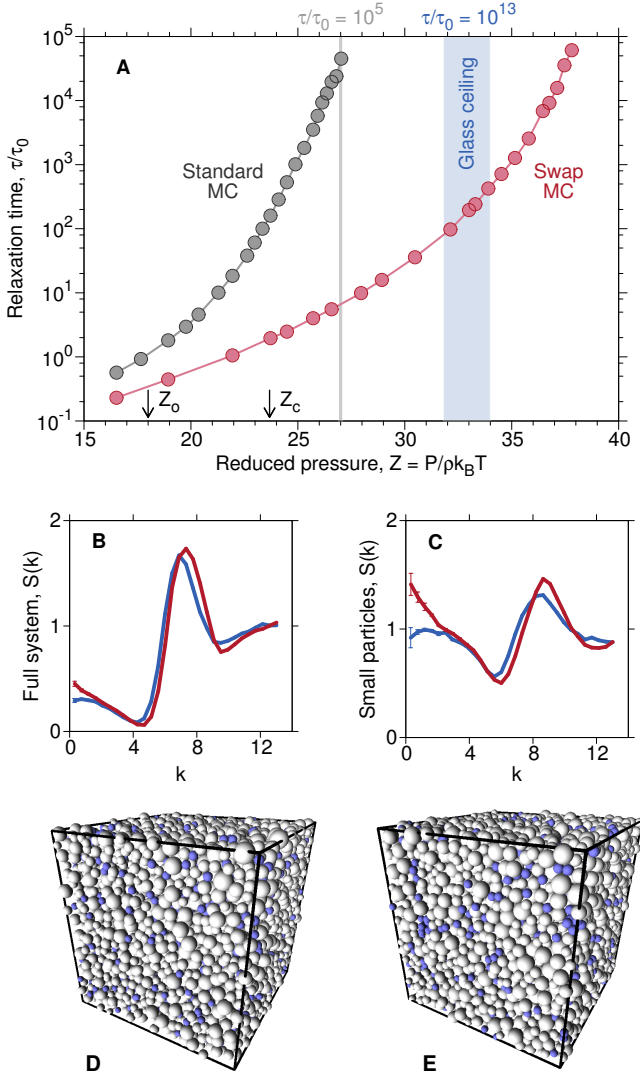 τ/τ₀ = 10⁵ τ/τ₀ = 10¹³
10⁵
10⁴
10³
10²
10¹
10⁰
10⁻¹
Relaxation time, τ/τ₀
A
Standard
MC
Glass ceiling
Swap
MC
Zₒ
Z꜀
15 20 25 30 35 40
Reduced pressure, Z = P/ρk_BT
2
1
0
Full system, S(k)
B
0 4 8 12
k
2
1
0
Small particles, S(k)
C
0 4 8 12
k
D
E